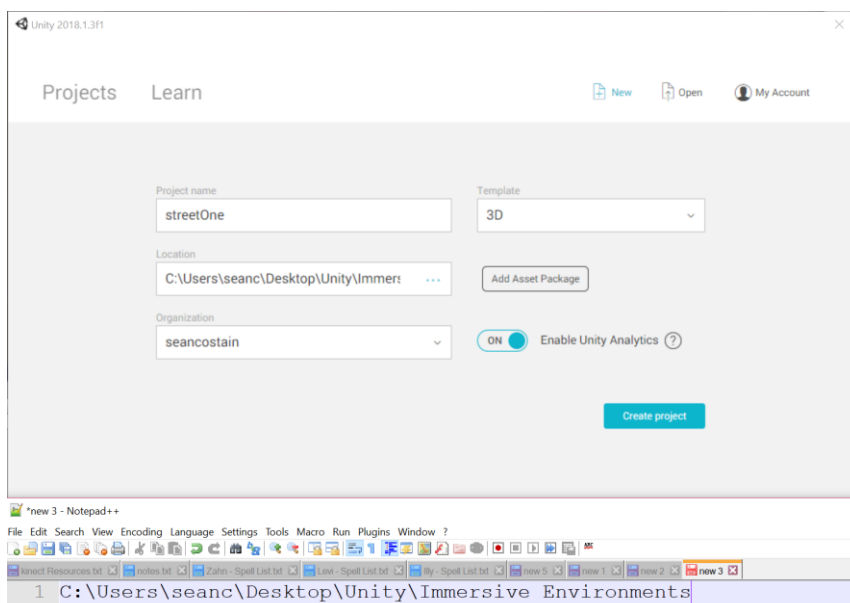 Unity 2018.1.3f1
Projects Learn New Open My Account
Project name Template
streetOne 3D
Location
C:\Users\seanc\Desktop\Unity\Immers ... Add Asset Package
Organization
seancostain ON Enable Unity Analytics ?
Create project
*new 3 - Notepad++
File Edit Search View Encoding Language Settings Tools Macro Run Plugins Window ?
kinect Resources.txt notes.txt Zahn - Spell List.txt Levi - Spell List.txt Illy - Spell List.txt new 5 new 1 new 2 new 3
1 C:\Users\seanc\Desktop\Unity\Immersive Environments